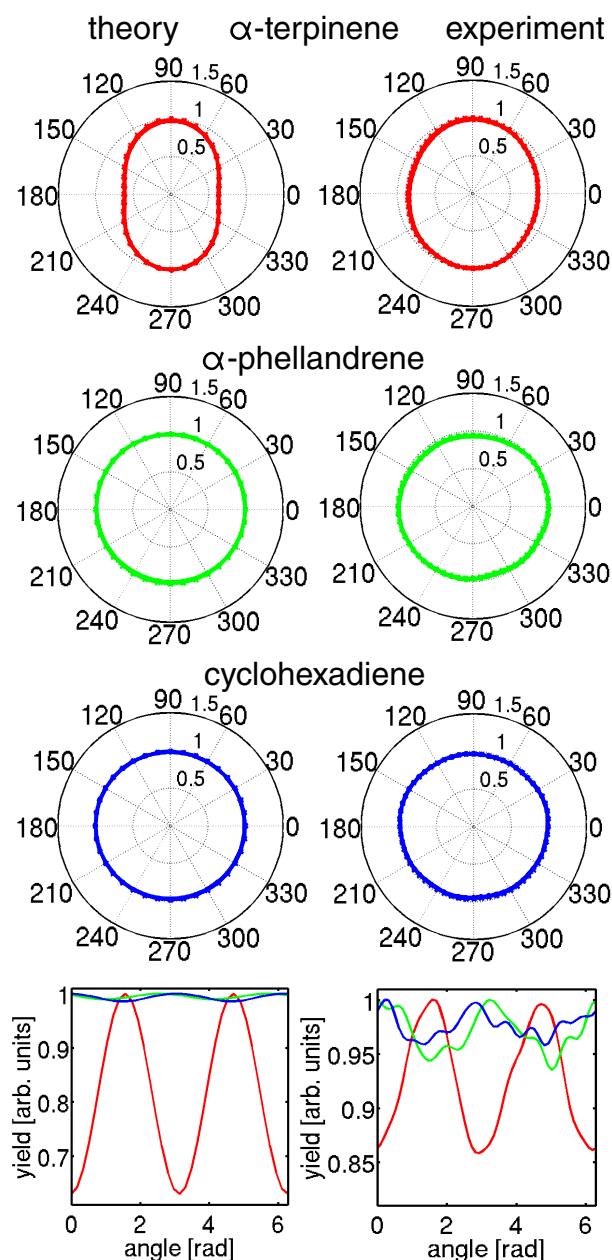 theory α-terpinene experiment
90 90
120 60 1.5 120 60 1.5
150 1 30 150 1 30
0.5 0.5
180 0 180 0
210 330 210 330
240 300 240 300
270 270
α-phellandrene
90 90
120 60 1.5 120 60 1.5
150 1 30 150 1 30
0.5 0.5
180 0 180 0
210 330 210 330
240 300 240 300
270 270
cyclohexadiene
90 90
120 60 1.5 120 60 1.5
150 1 30 150 1 30
0.5 0.5
180 0 180 0
210 330 210 330
240 300 240 300
270 270
yield [arb. units]
1
0.9
0.8
0.7
0 2 4 6
angle [rad]
yield [arb. units]
1
0.95
0.9
0.85
0 2 4 6
angle [rad]